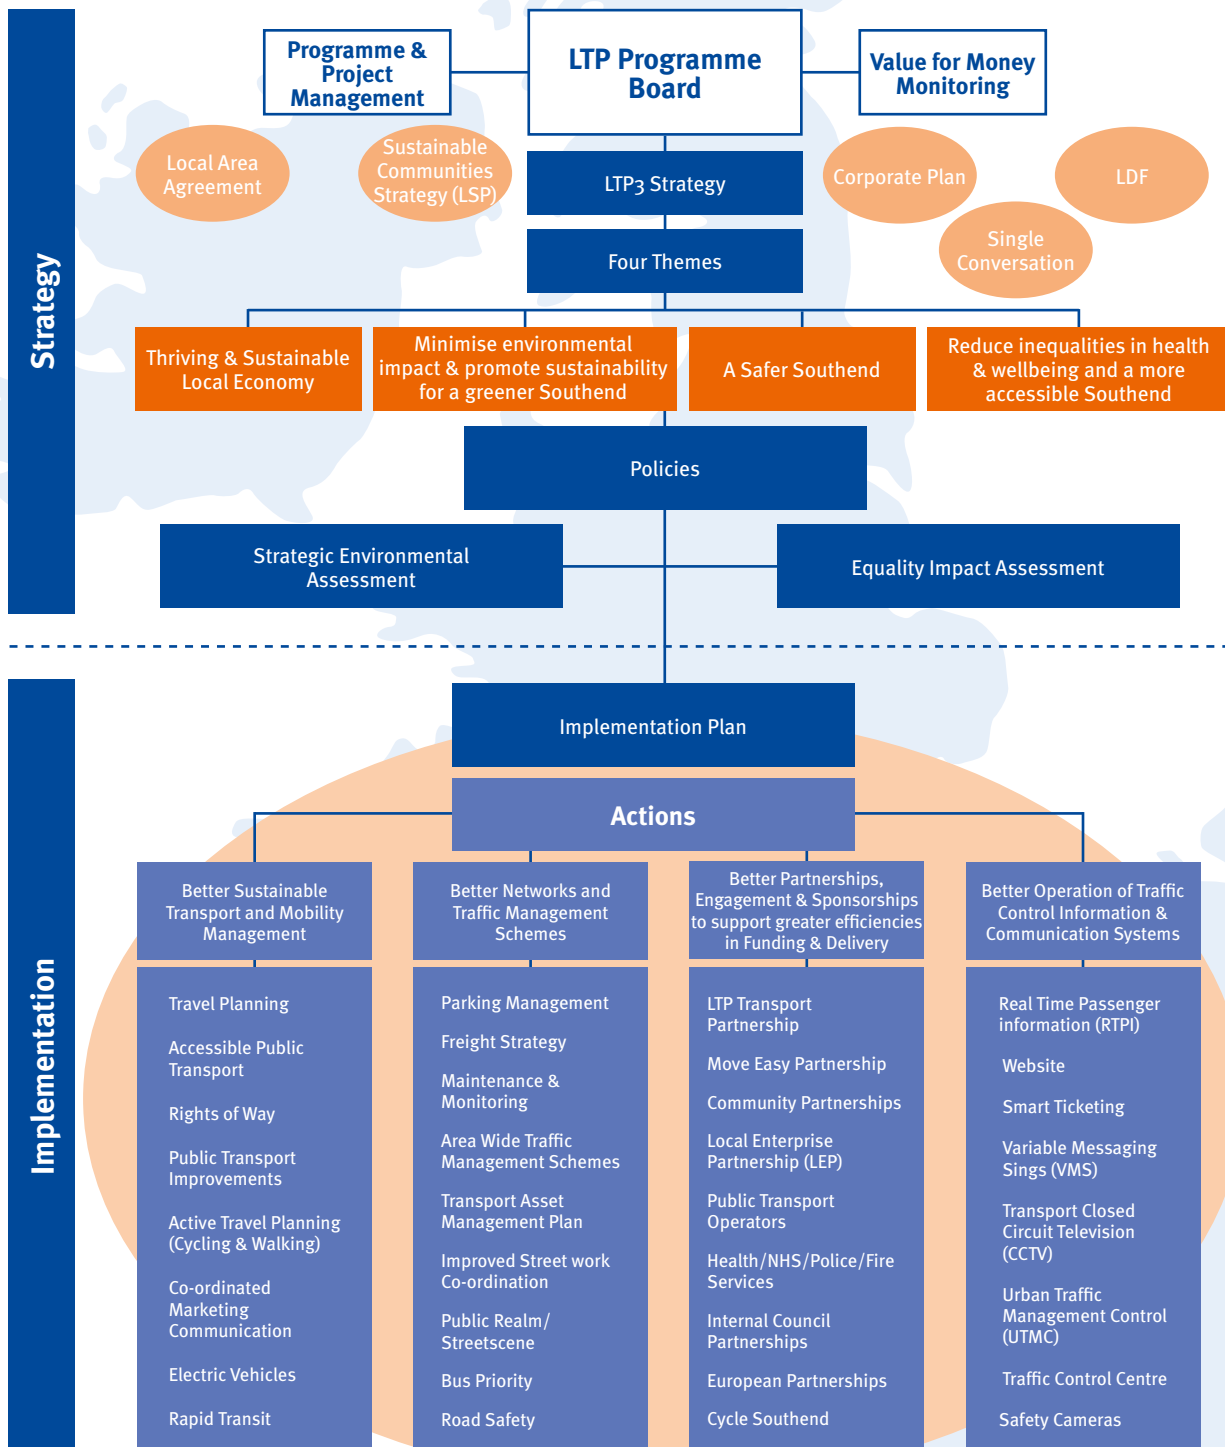 Strategy
Programme &
Project
Management
LTP Programme
Board
Value for Money
Monitoring
Local Area
Agreement
Sustainable
Communities
Strategy (LSP)
LTP3 Strategy
Corporate Plan
LDF
Single
Conversation
Four Themes
Thriving & Sustainable
Local Economy
Minimise environmental
impact & promote sustainability
for a greener Southend
A Safer Southend
Reduce inequalities in health
& wellbeing and a more
accessible Southend
Policies
Strategic Environmental
Assessment
Equality Impact Assessment
Implementation
Implementation Plan
Actions
Better Sustainable
Transport and Mobility
Management
Travel Planning
Accessible Public
Transport
Rights of Way
Public Transport
Improvements
Active Travel Planning
(Cycling & Walking)
Co-ordinated
Marketing
Communication
Electric Vehicles
Rapid Transit
Better Networks and
Traffic Management
Schemes
Parking Management
Freight Strategy
Maintenance &
Monitoring
Area Wide Traffic
Management Schemes
Transport Asset
Management Plan
Improved Street work
Co-ordination
Public Realm/
Streetscene
Bus Priority
Road Safety
Better Partnerships,
Engagement & Sponsorships
to support greater efficiencies
in Funding & Delivery
LTP Transport
Partnership
Move Easy Partnership
Community Partnerships
Local Enterprise
Partnership (LEP)
Public Transport
Operators
Health/NHS/Police/Fire
Services
Internal Council
Partnerships
European Partnerships
Cycle Southend
Better Operation of Traffic
Control Information &
Communication Systems
Real Time Passenger
information (RTPI)
Website
Smart Ticketing
Variable Messaging
Sings (VMS)
Transport Closed
Circuit Television
(CCTV)
Urban Traffic
Management Control
(UTMC)
Traffic Control Centre
Safety Cameras